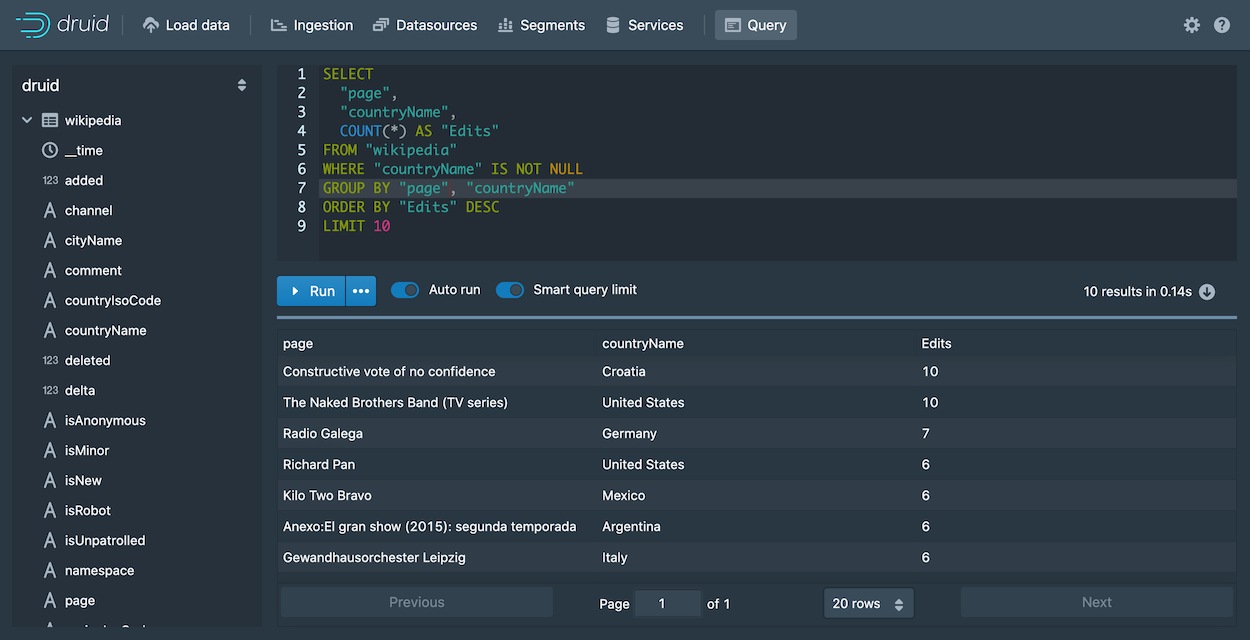 druid
Load data
Ingestion
Datasources
Segments
Services
Query
druid
wikipedia
__time
123 added
channel
cityName
comment
countryIsoCode
countryName
123 deleted
123 delta
isAnonymous
isMinor
isNew
isRobot
isUnpatrolled
namespace
page
1 SELECT
2 "page",
3 "countryName",
4 COUNT(*) AS "Edits"
5 FROM "wikipedia"
6 WHERE "countryName" IS NOT NULL
7 GROUP BY "page", "countryName"
8 ORDER BY "Edits" DESC
9 LIMIT 10
Run
Auto run
Smart query limit
10 results in 0.14s
page countryName Edits
Constructive vote of no confidence Croatia 10
The Naked Brothers Band (TV series) United States 10
Radio Galega Germany 7
Richard Pan United States 6
Kilo Two Bravo Mexico 6
Anexo:El gran show (2015): segunda temporada Argentina 6
Gewandhausorchester Leipzig Italy 6
Previous
Page 1 of 1
20 rows
Next